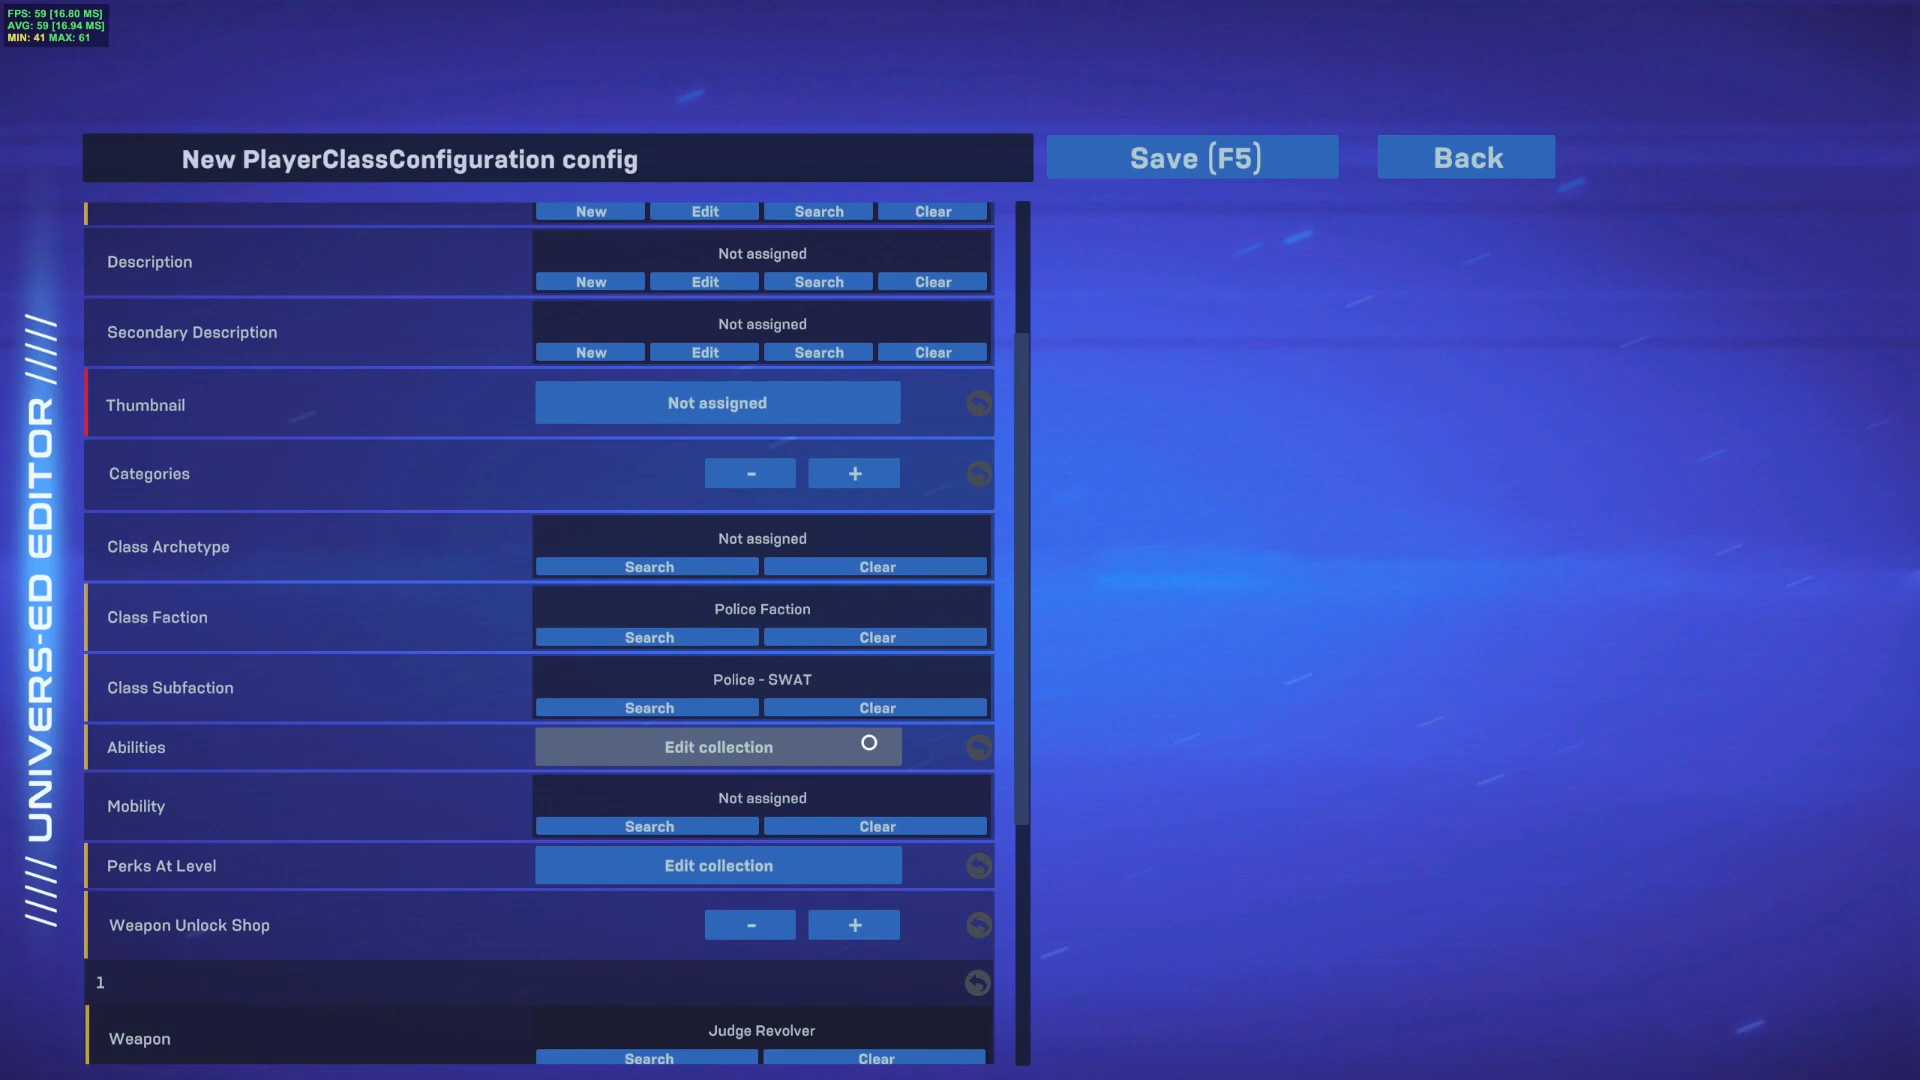 FPS: 59 [16.80 MS]
AVG: 59 [16.94 MS]
MIN: 41 MAX: 61
New PlayerClassConfiguration config
Save (F5)
Back
New Edit Search Clear
Description
Not assigned
New Edit Search Clear
Secondary Description
Not assigned
New Edit Search Clear
Thumbnail
Not assigned
Categories
- +
Class Archetype
Not assigned
Search Clear
Class Faction
Police Faction
Search Clear
Class Subfaction
Police - SWAT
Search Clear
Abilities
Edit collection
Mobility
Not assigned
Search Clear
Perks At Level
Edit collection
Weapon Unlock Shop
- +
1
Weapon
Judge Revolver
Search Clear
///// UNIVERS-ED EDITOR /////